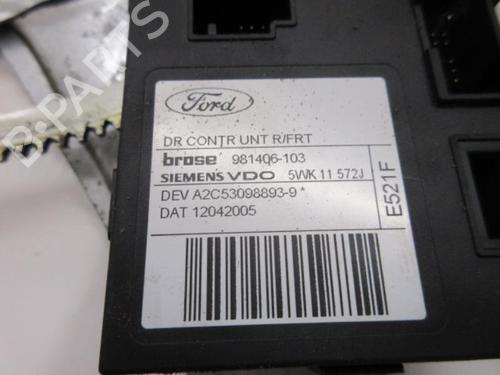 Ford
DR CONTR UNT R/FRT
brose 981406-103
SIEMENS VDO 5WK 11 572J
DEV A2C53098893-9 *
DAT 12042005
E521F
B-PARTS